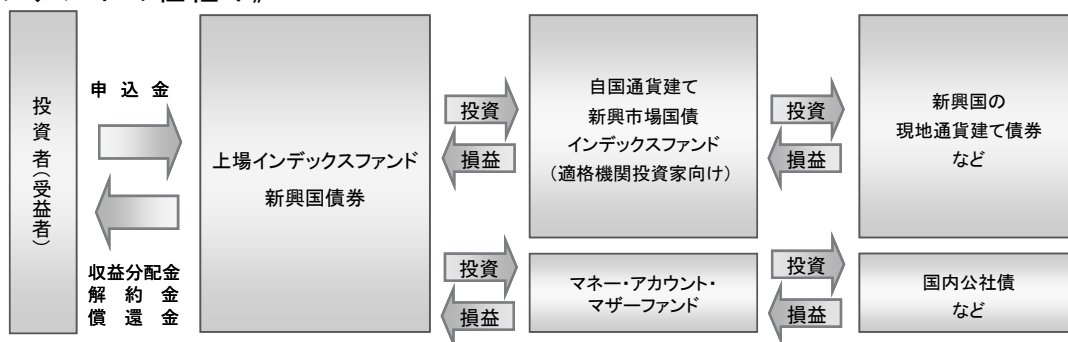 投資者(受益者)
申 込 金
収益分配金
解 約 金
償 還 金
上場インデックスファンド
新興国債券
投資
損益
自国通貨建て
新興市場国債
インデックスファンド
(適格機関投資家向け)
投資
損益
新興国の
現地通貨建て債券
など
投資
損益
マネー・アカウント・
マザーファンド
投資
損益
国内公社債
など